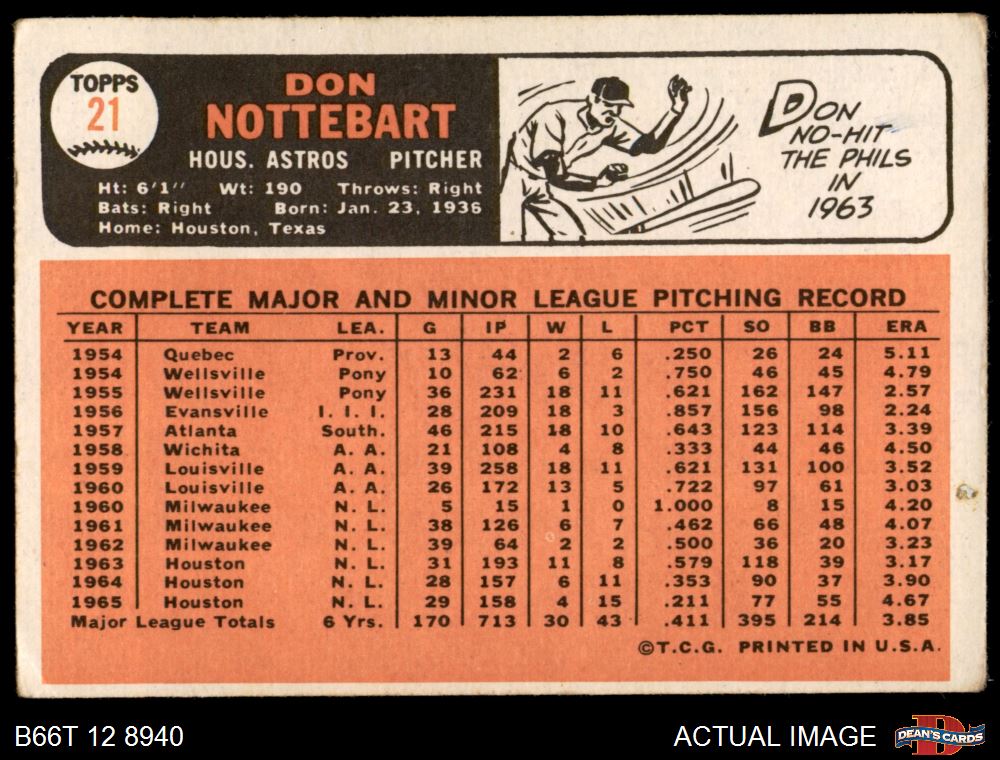 TOPPS
21
DON
NOTTEBART
HOUS. ASTROS PITCHER
Ht: 6'1" Wt: 190 Throws: Right
Bats: Right Born: Jan. 23, 1936
Home: Houston, Texas
DON
NO-HIT
THE PHILS
IN
1963
COMPLETE MAJOR AND MINOR LEAGUE PITCHING RECORD
YEAR TEAM LEA. G IP W L PCT SO BB ERA
1954 Quebec Prov. 13 44 2 6 .250 26 24 5.11
1954 Wellsville Pony 10 62 6 2 .750 46 45 4.79
1955 Wellsville Pony 36 231 18 11 .621 162 147 2.57
1956 Evansville I. I. I. 28 209 18 3 .857 156 98 2.24
1957 Atlanta South. 46 215 18 10 .643 123 114 3.39
1958 Wichita A. A. 21 108 4 8 .333 44 46 4.50
1959 Louisville A. A. 39 258 18 11 .621 131 100 3.52
1960 Louisville A. A. 26 172 13 5 .722 97 61 3.03
1960 Milwaukee N. L. 5 15 1 0 1.000 8 15 4.20
1961 Milwaukee N. L. 38 126 6 7 .462 66 48 4.07
1962 Milwaukee N. L. 39 64 2 2 .500 36 20 3.23
1963 Houston N. L. 31 193 11 8 .579 118 39 3.17
1964 Houston N. L. 28 157 6 11 .353 90 37 3.90
1965 Houston N. L. 29 158 4 15 .211 77 55 4.67
Major League Totals 6 Yrs. 170 713 30 43 .411 395 214 3.85
©T.C.G. PRINTED IN U.S.A.
B66T 12 8940
ACTUAL IMAGE
D
DEAN'S CARDS